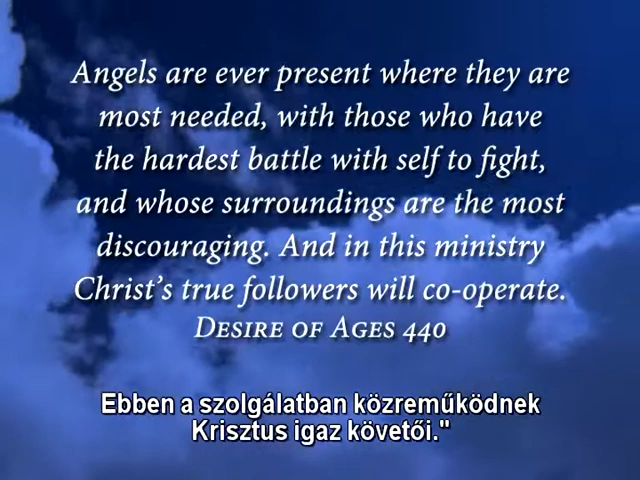 Angels are ever present where they are
most needed, with those who have
the hardest battle with self to fight,
and whose surroundings are the most
discouraging. And in this ministry
Christ's true followers will co-operate.
Desire of Ages 440
Ebben a szolgálatban közreműködnek
Krisztus igaz követői."